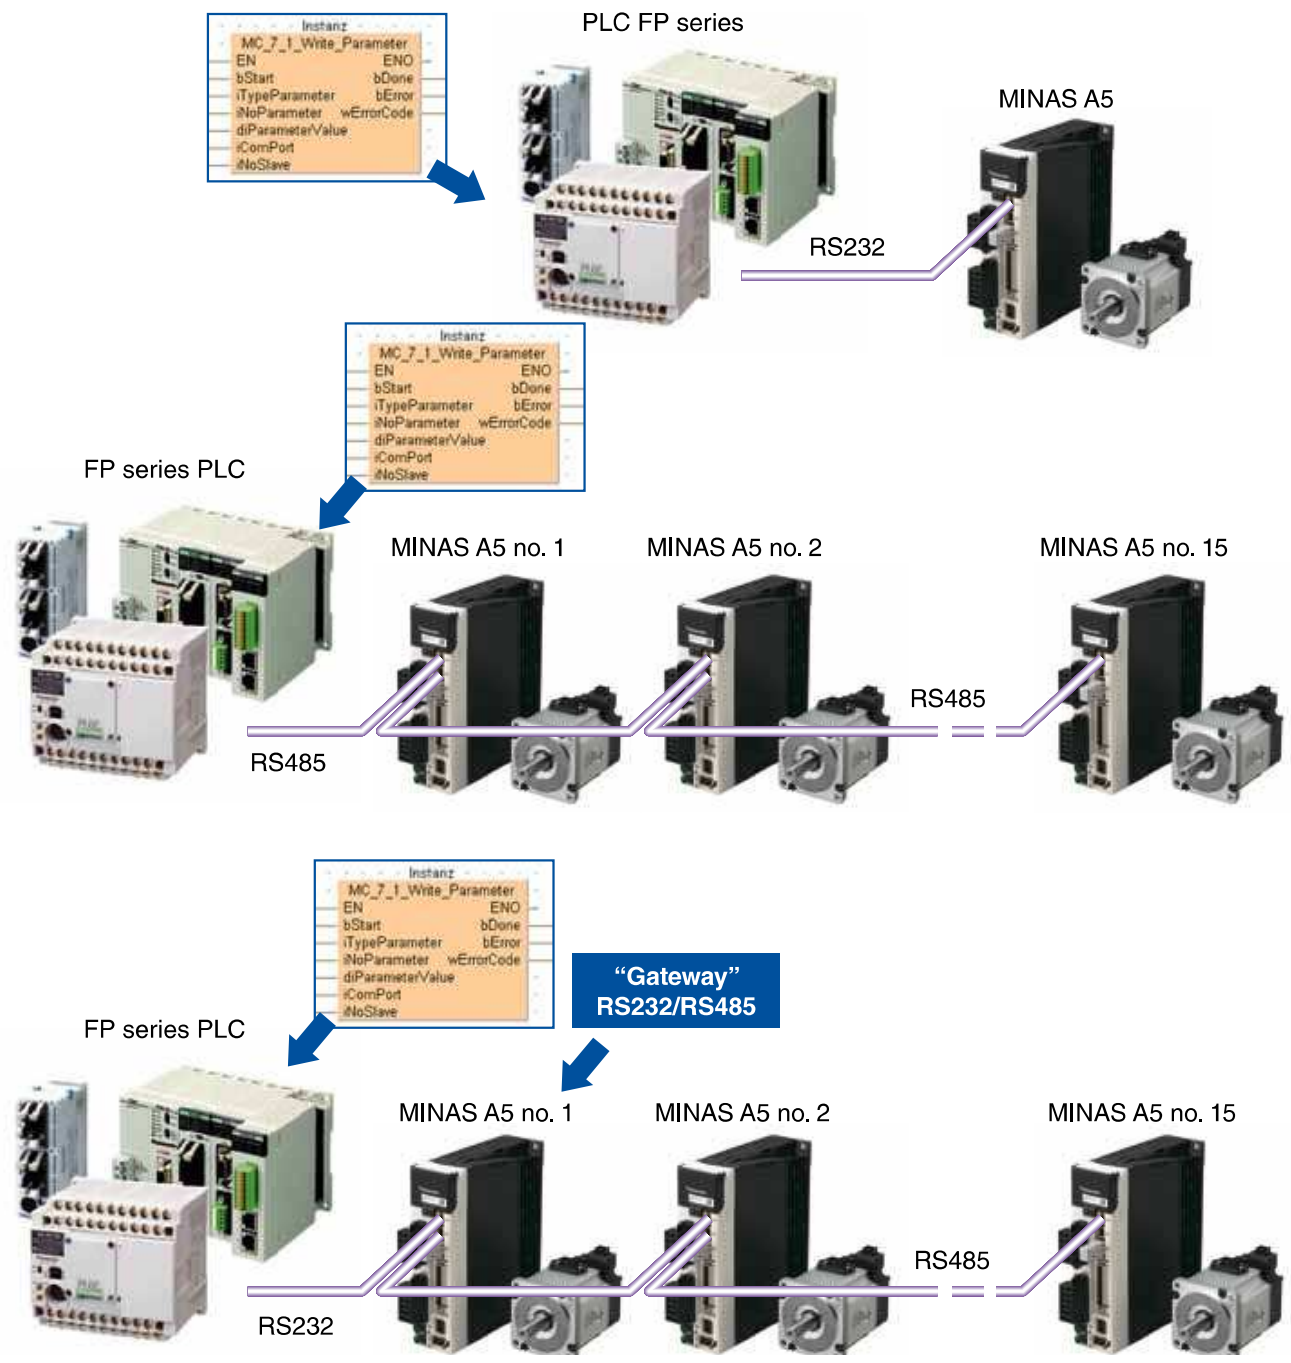 Instanz
MC_7_1_Write_Parameter
EN ENO
bStart bDone
iTypeParameter bError
iNoParameter wErrorCode
diParameterValue
iComPort
iNoSlave
PLC FP series
MINAS A5
RS232
Instanz
MC_7_1_Write_Parameter
EN ENO
bStart bDone
iTypeParameter bError
iNoParameter wErrorCode
diParameterValue
iComPort
iNoSlave
FP series PLC
MINAS A5 no. 1
MINAS A5 no. 2
MINAS A5 no. 15
RS485
RS485
Instanz
MC_7_1_Write_Parameter
EN ENO
bStart bDone
iTypeParameter bError
iNoParameter wErrorCode
diParameterValue
iComPort
iNoSlave
“Gateway”
RS232/RS485
FP series PLC
MINAS A5 no. 1
MINAS A5 no. 2
MINAS A5 no. 15
RS485
RS232